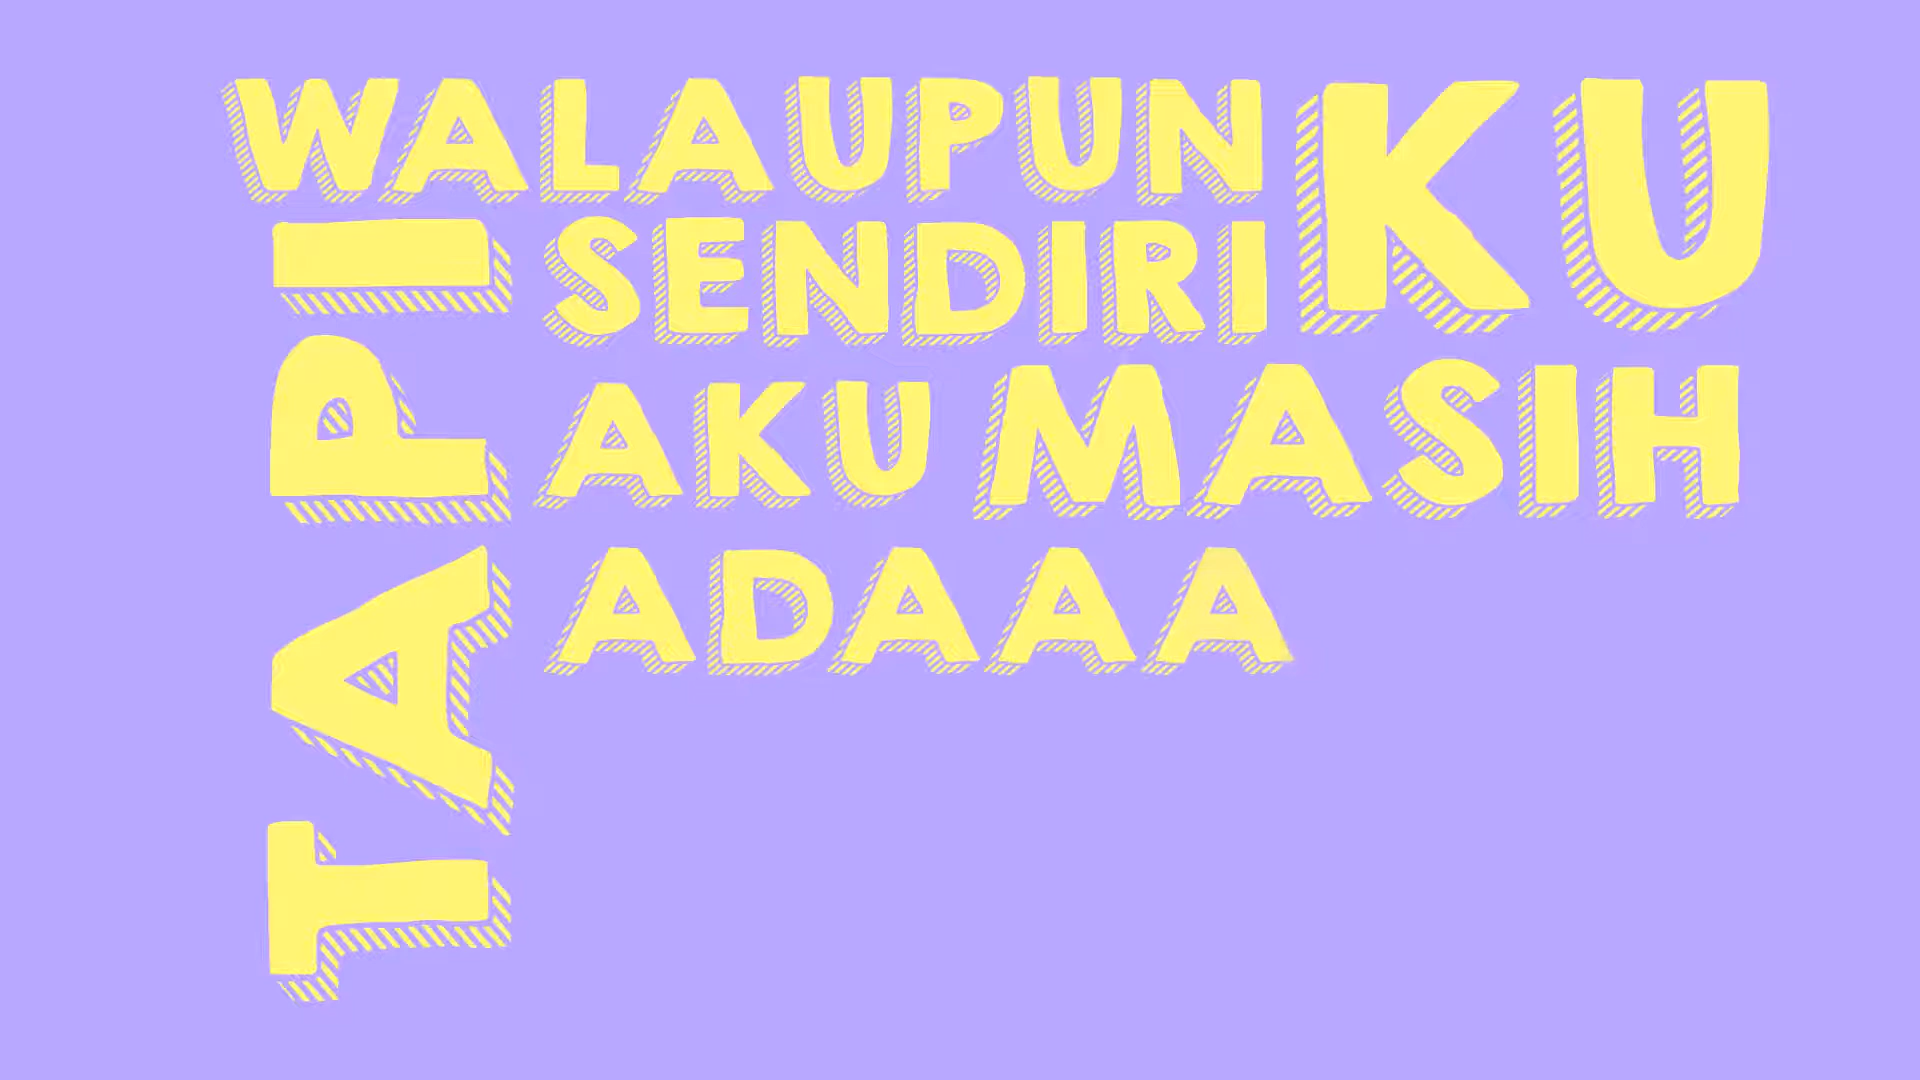 WALAUPUN KU
SENDIRI
TAPI
AKU MASIH
ADAAA